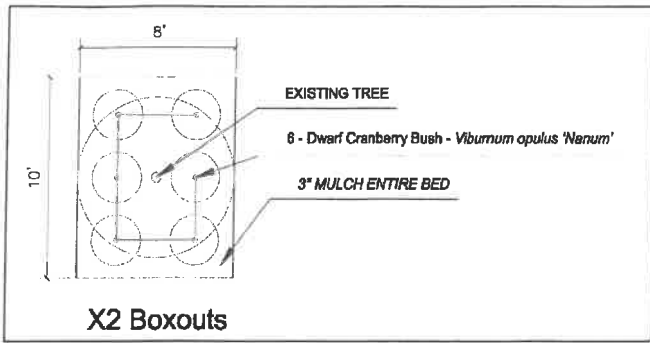 8'
EXISTING TREE
6 - Dwarf Cranberry Bush - Viburnum opulus 'Nanum'
10'
3" MULCH ENTIRE BED
X2 Boxouts